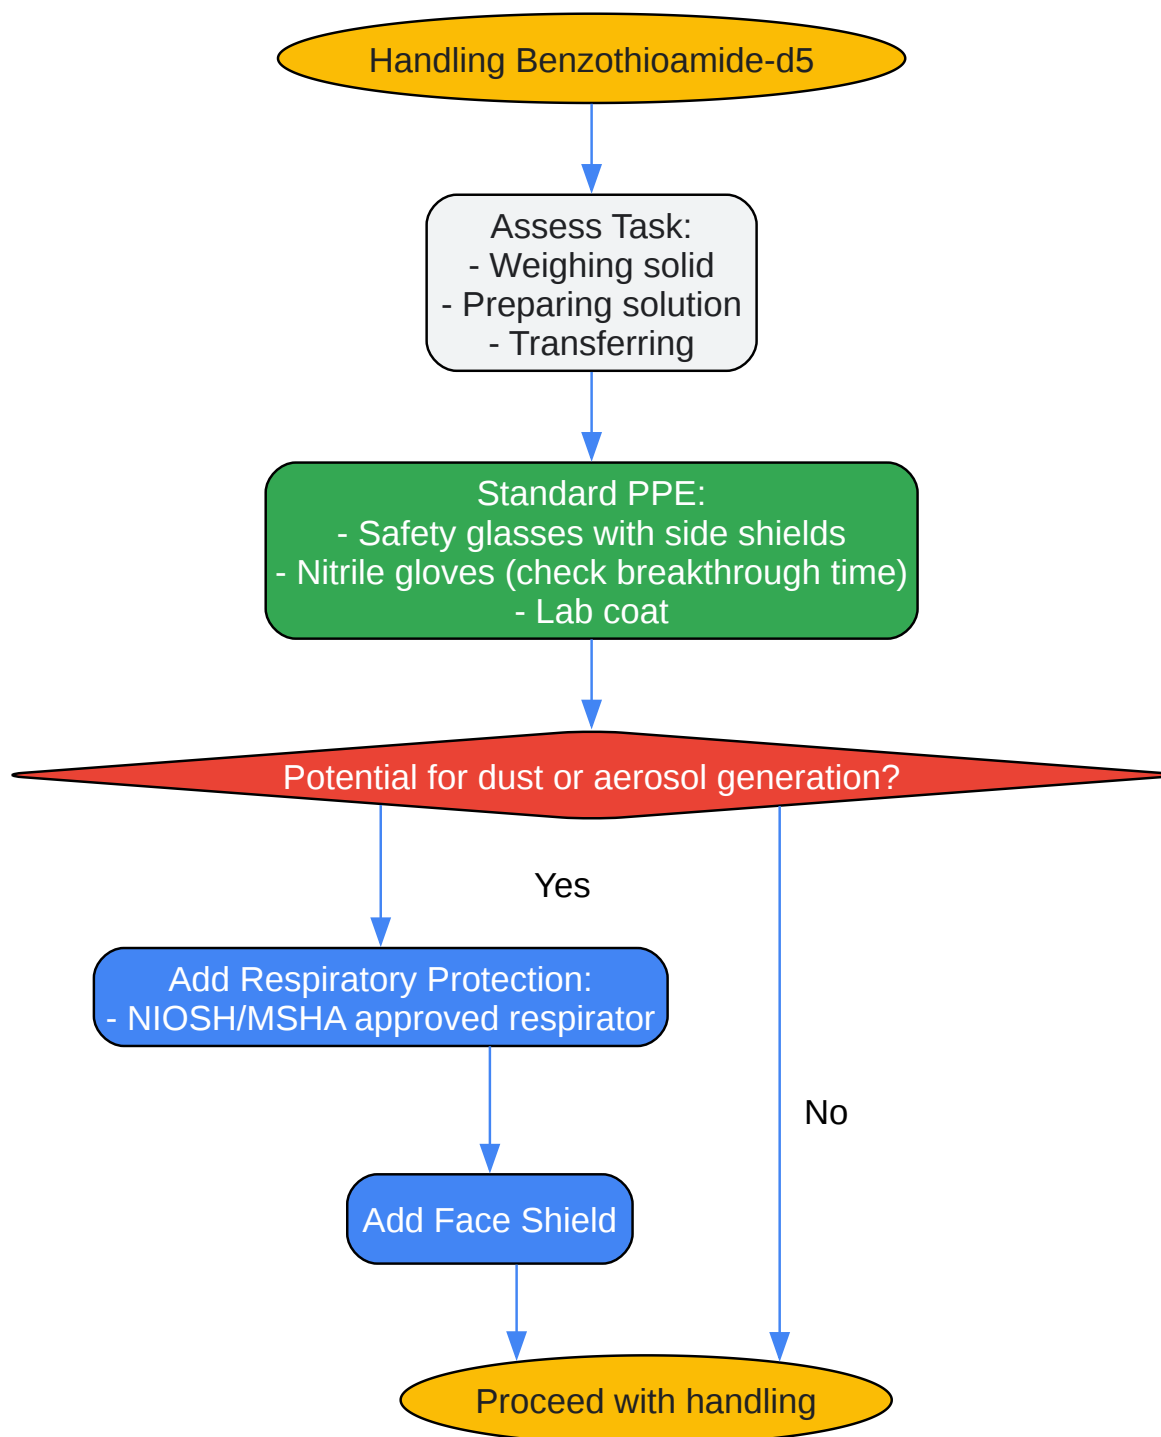 Handling Benzothioamide-d5
Assess Task:
- Weighing solid
- Preparing solution
- Transferring
Standard PPE:
- Safety glasses with side shields
- Nitrile gloves (check breakthrough time)
- Lab coat
Potential for dust or aerosol generation?
Yes
Add Respiratory Protection:
- NIOSH/MSHA approved respirator
No
Add Face Shield
Proceed with handling